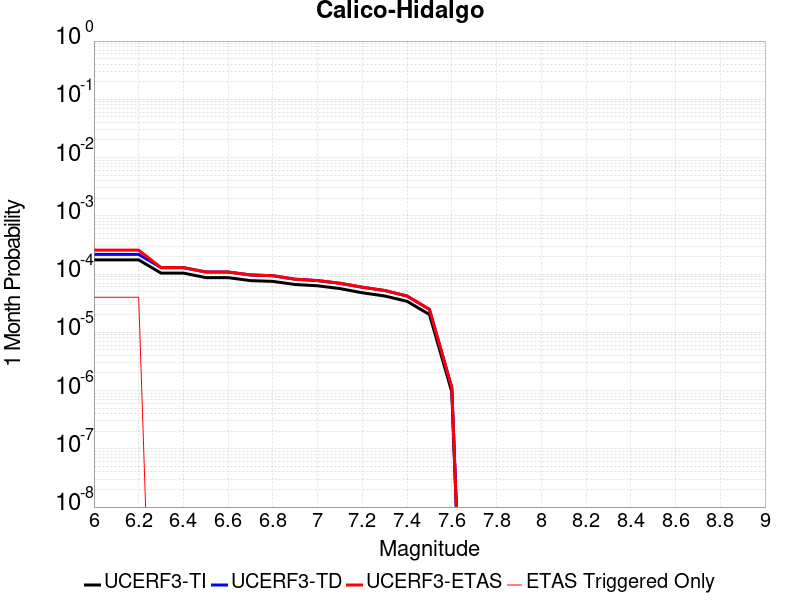 Calico-Hidalgo
10^0
10^-1
10^-2
10^-3
10^-4
10^-5
10^-6
10^-7
10^-8
1 Month Probability
6 6.2 6.4 6.6 6.8 7 7.2 7.4 7.6 7.8 8 8.2 8.4 8.6 8.8 9
Magnitude
UCERF3-TI UCERF3-TD UCERF3-ETAS ETAS Triggered Only